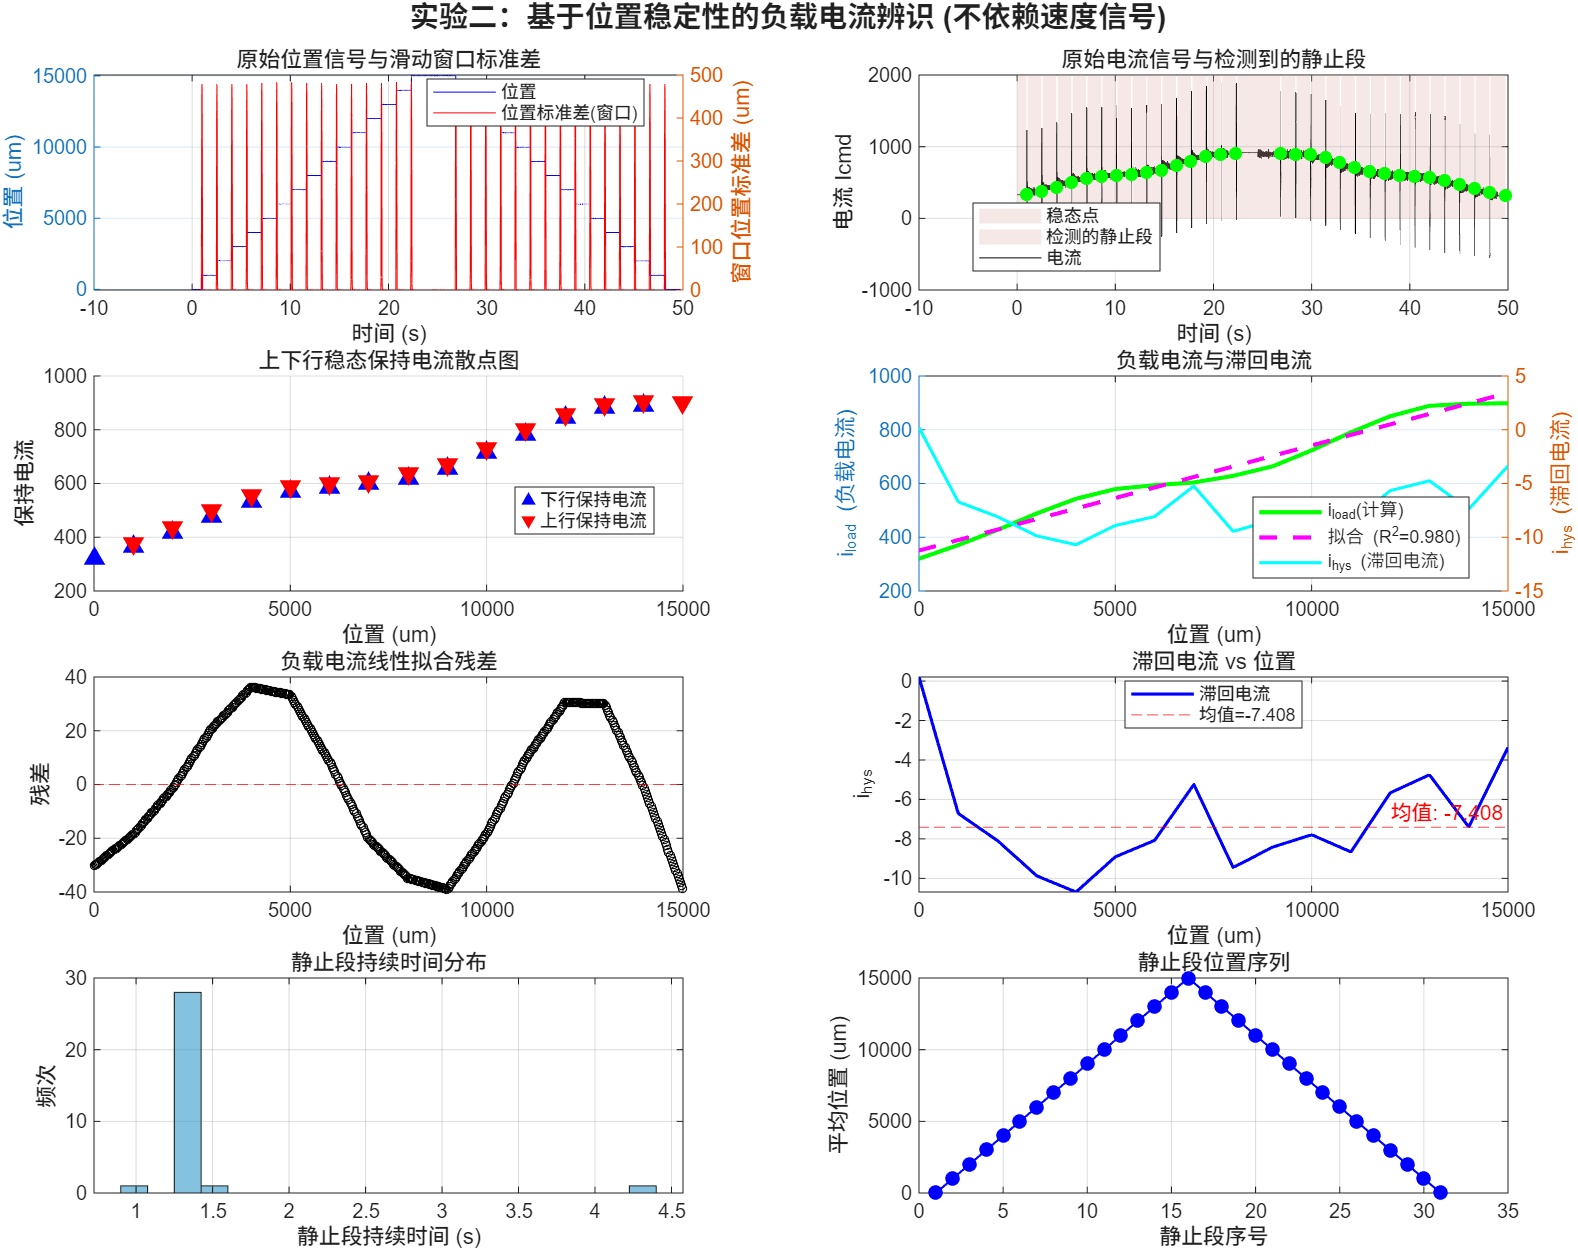 实验二：基于位置稳定性的负载电流辨识 (不依赖速度信号)
原始位置信号与滑动窗口标准差
位置 (um)
15000
10000
5000
0
500
400
300
200
100
0
窗口位置标准差 (um)
位置
位置标准差(窗口)
-10 0 10 20 30 40 50
时间 (s)
原始电流信号与检测到的静止段
电流 Icmd
2000
1000
0
-1000
稳态点
检测的静止段
电流
-10 0 10 20 30 40 50
时间 (s)
上下行稳态保持电流散点图
保持电流
1000
800
600
400
200
下行保持电流
上行保持电流
0 5000 10000 15000
位置 (um)
负载电流与滞回电流
i_load (负载电流)
1000
800
600
400
200
5
0
-5
-10
-15
i_hys (滞回电流)
i_load(计算)
拟合 (R²=0.980)
i_hys (滞回电流)
0 5000 10000 15000
位置 (um)
负载电流线性拟合残差
残差
40
20
0
-20
-40
0 5000 10000 15000
位置 (um)
滞回电流 vs 位置
i_hys
0
-2
-4
-6
-8
-10
滞回电流
均值=-7.408
均值: -7.408
0 5000 10000 15000
位置 (um)
静止段持续时间分布
频次
30
20
10
0
1 1.5 2 2.5 3 3.5 4 4.5
静止段持续时间 (s)
静止段位置序列
平均位置 (um)
15000
10000
5000
0
0 5 10 15 20 25 30 35
静止段序号